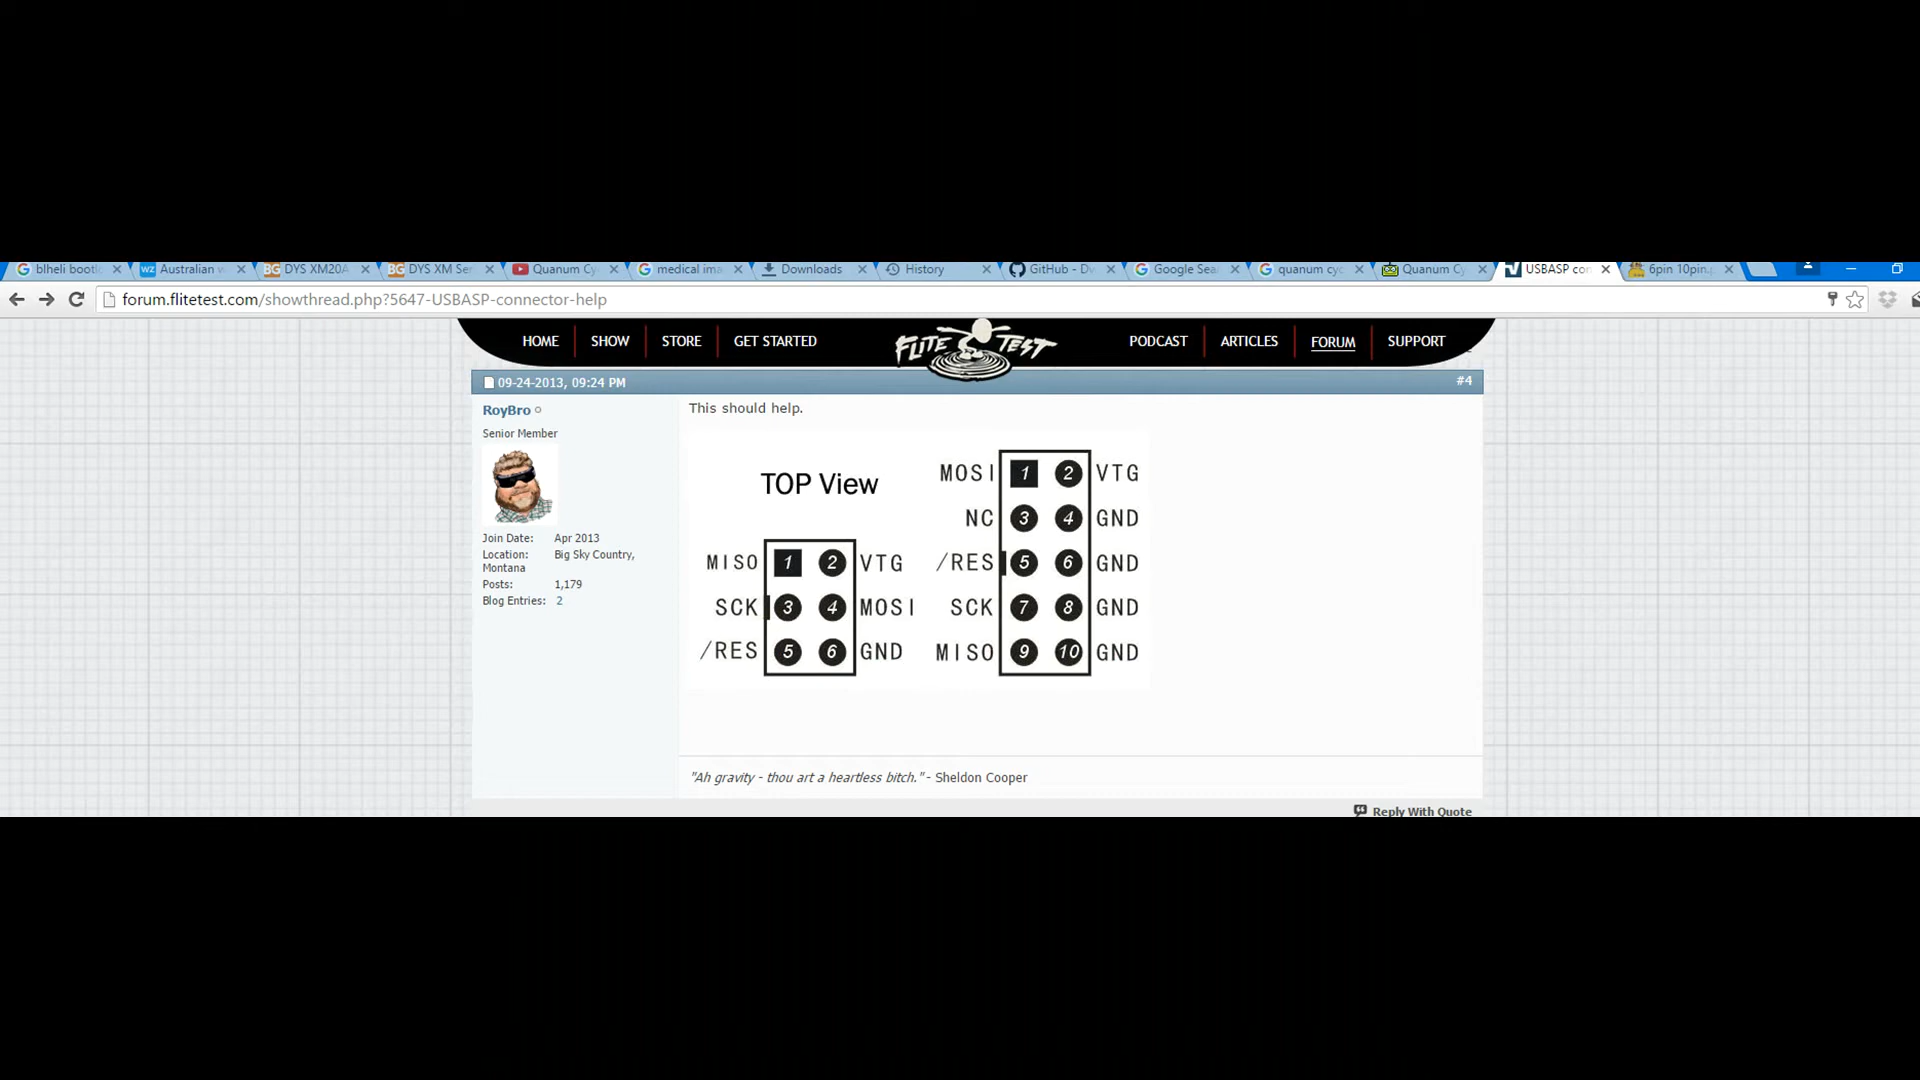 blheli bootl
Australian w
DYS XM20A
DYS XM Ser
Quanum Cy
medical ima
Downloads
History
GitHub - Dv
Google Sea
quanum cyc
Quanum Cy
USBASP con
6pin 10pin.p
forum.flitetest.com/showthread.php?5647-USBASP-connector-help
HOME
SHOW
STORE
GET STARTED
FLITE TEST
PODCAST
ARTICLES
FORUM
SUPPORT
09-24-2013, 09:24 PM
#4
RoyBro
Senior Member
Join Date: Apr 2013
Location: Big Sky Country,
Montana
Posts: 1,179
Blog Entries: 2
This should help.
TOP View
MISO 1 2 VTG
SCK 3 4 MOSI
/RES 5 6 GND
MOSI 1 2 VTG
NC 3 4 GND
/RES 5 6 GND
SCK 7 8 GND
MISO 9 10 GND
"Ah gravity - thou art a heartless bitch." - Sheldon Cooper
Reply With Quote